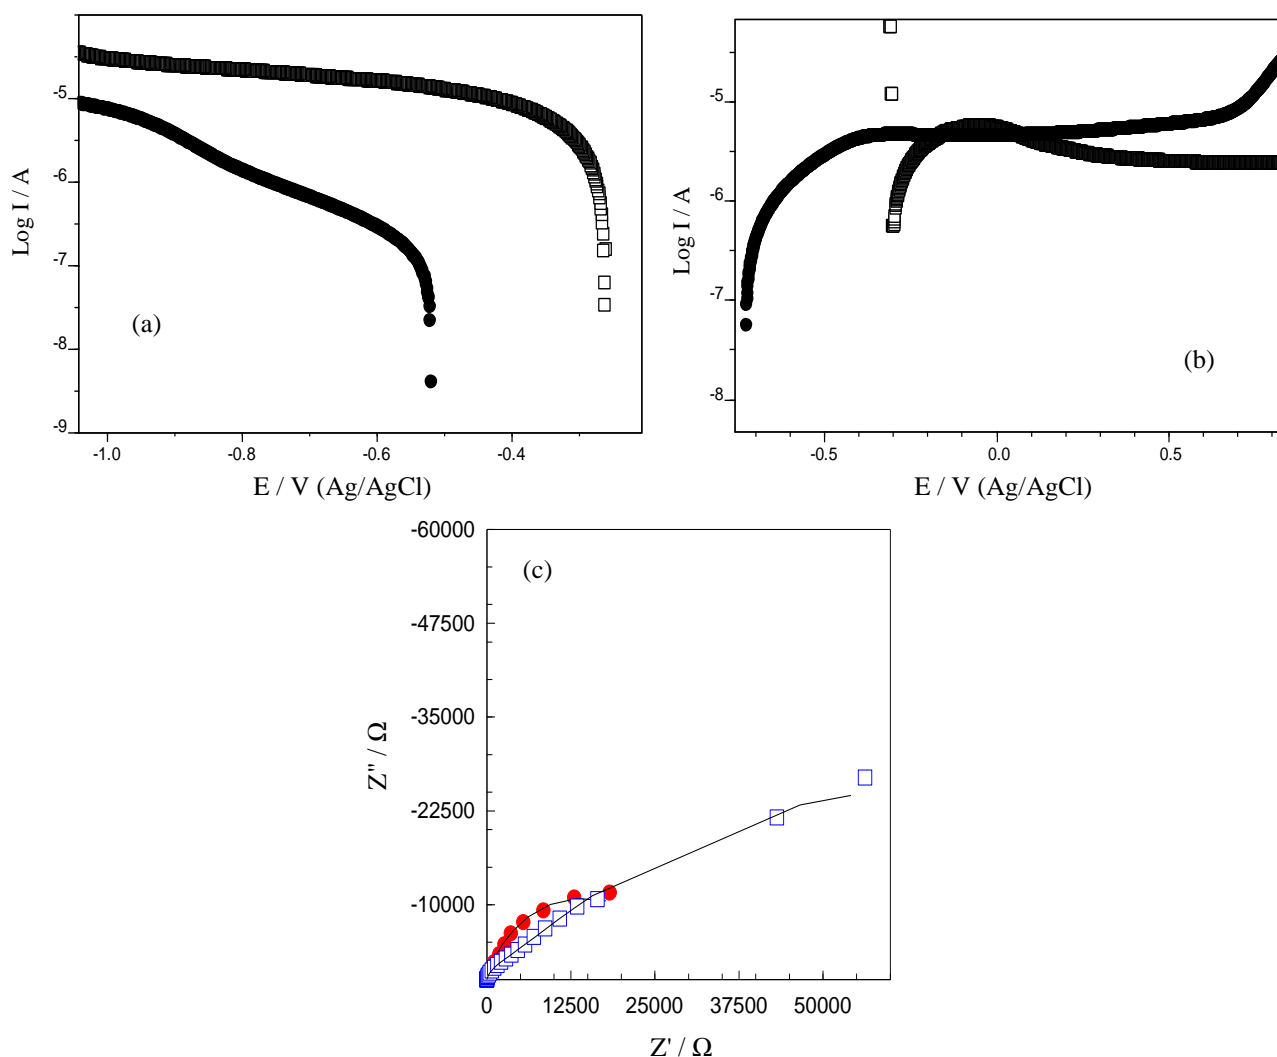 Log I / A
-5
-6
-7
-8
-9
(a)
-1.0 -0.8 -0.6 -0.4
E / V (Ag/AgCl)
Log I / A
-5
-6
-7
-8
(b)
-0.5 0.0 0.5
E / V (Ag/AgCl)
Z'' / Ω
-60000
(c)
-47500
-35000
-22500
-10000
0 12500 25000 37500 50000
Z' / Ω